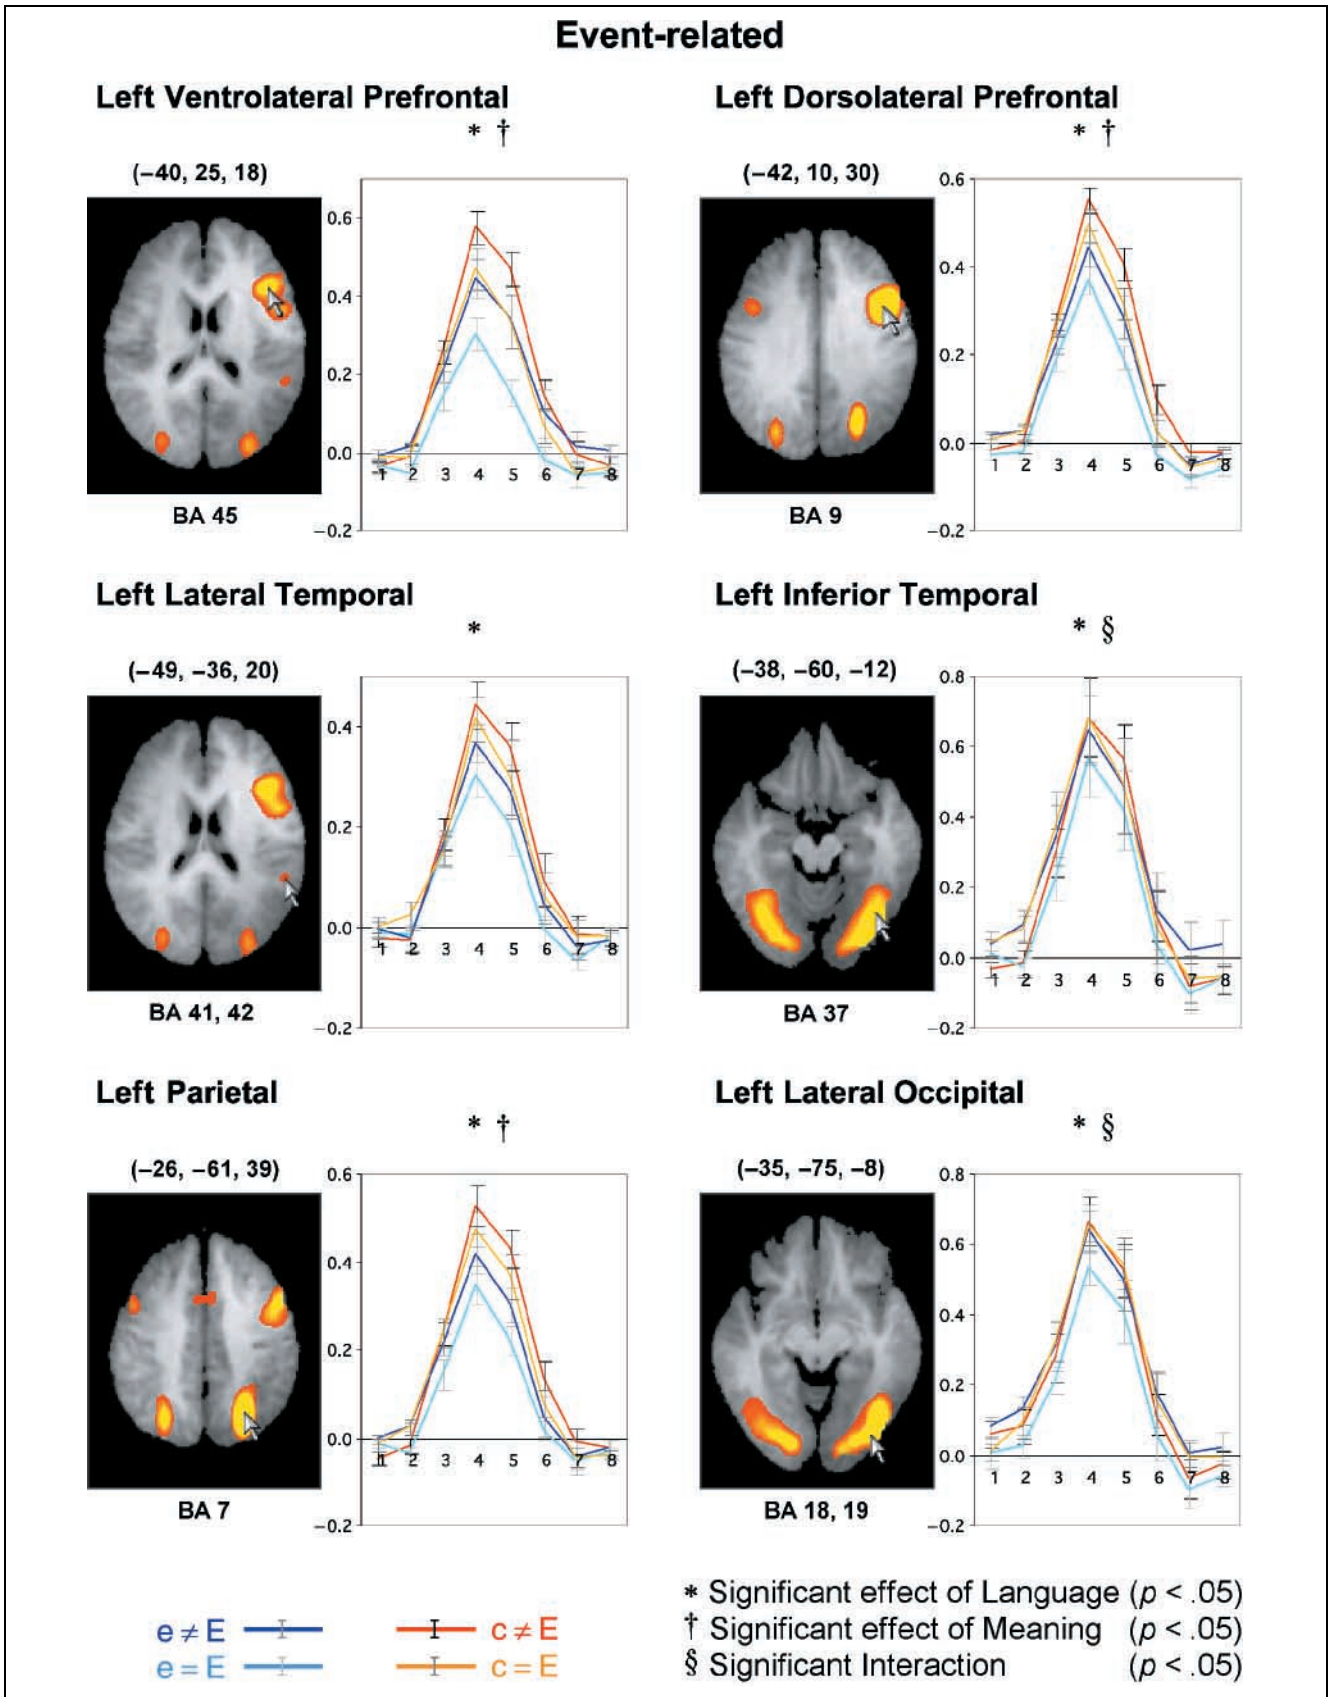 Event-related
Left Ventrolateral Prefrontal
* †
(−40, 25, 18)
0.6
0.4
0.2
0.0
−0.2
1 2 3 4 5 6 7 8
BA 45
Left Dorsolateral Prefrontal
* †
(−42, 10, 30)
0.6
0.4
0.2
0.0
−0.2
1 2 3 4 5 6 7 8
BA 9
Left Lateral Temporal
*
(−49, −36, 20)
0.4
0.2
0.0
−0.2
1 2 3 4 5 6 7 8
BA 41, 42
Left Inferior Temporal
* §
(−38, −60, −12)
0.8
0.6
0.4
0.2
0.0
−0.2
1 2 3 4 5 6 7 8
BA 37
Left Parietal
* †
(−26, −61, 39)
0.6
0.4
0.2
0.0
−0.2
1 2 3 4 5 6 7 8
BA 7
Left Lateral Occipital
* §
(−35, −75, −8)
0.8
0.6
0.4
0.2
0.0
−0.2
1 2 3 4 5 6 7 8
BA 18, 19
e ≠ E
c ≠ E
e = E
c = E
* Significant effect of Language (p < .05)
† Significant effect of Meaning (p < .05)
§ Significant Interaction (p < .05)